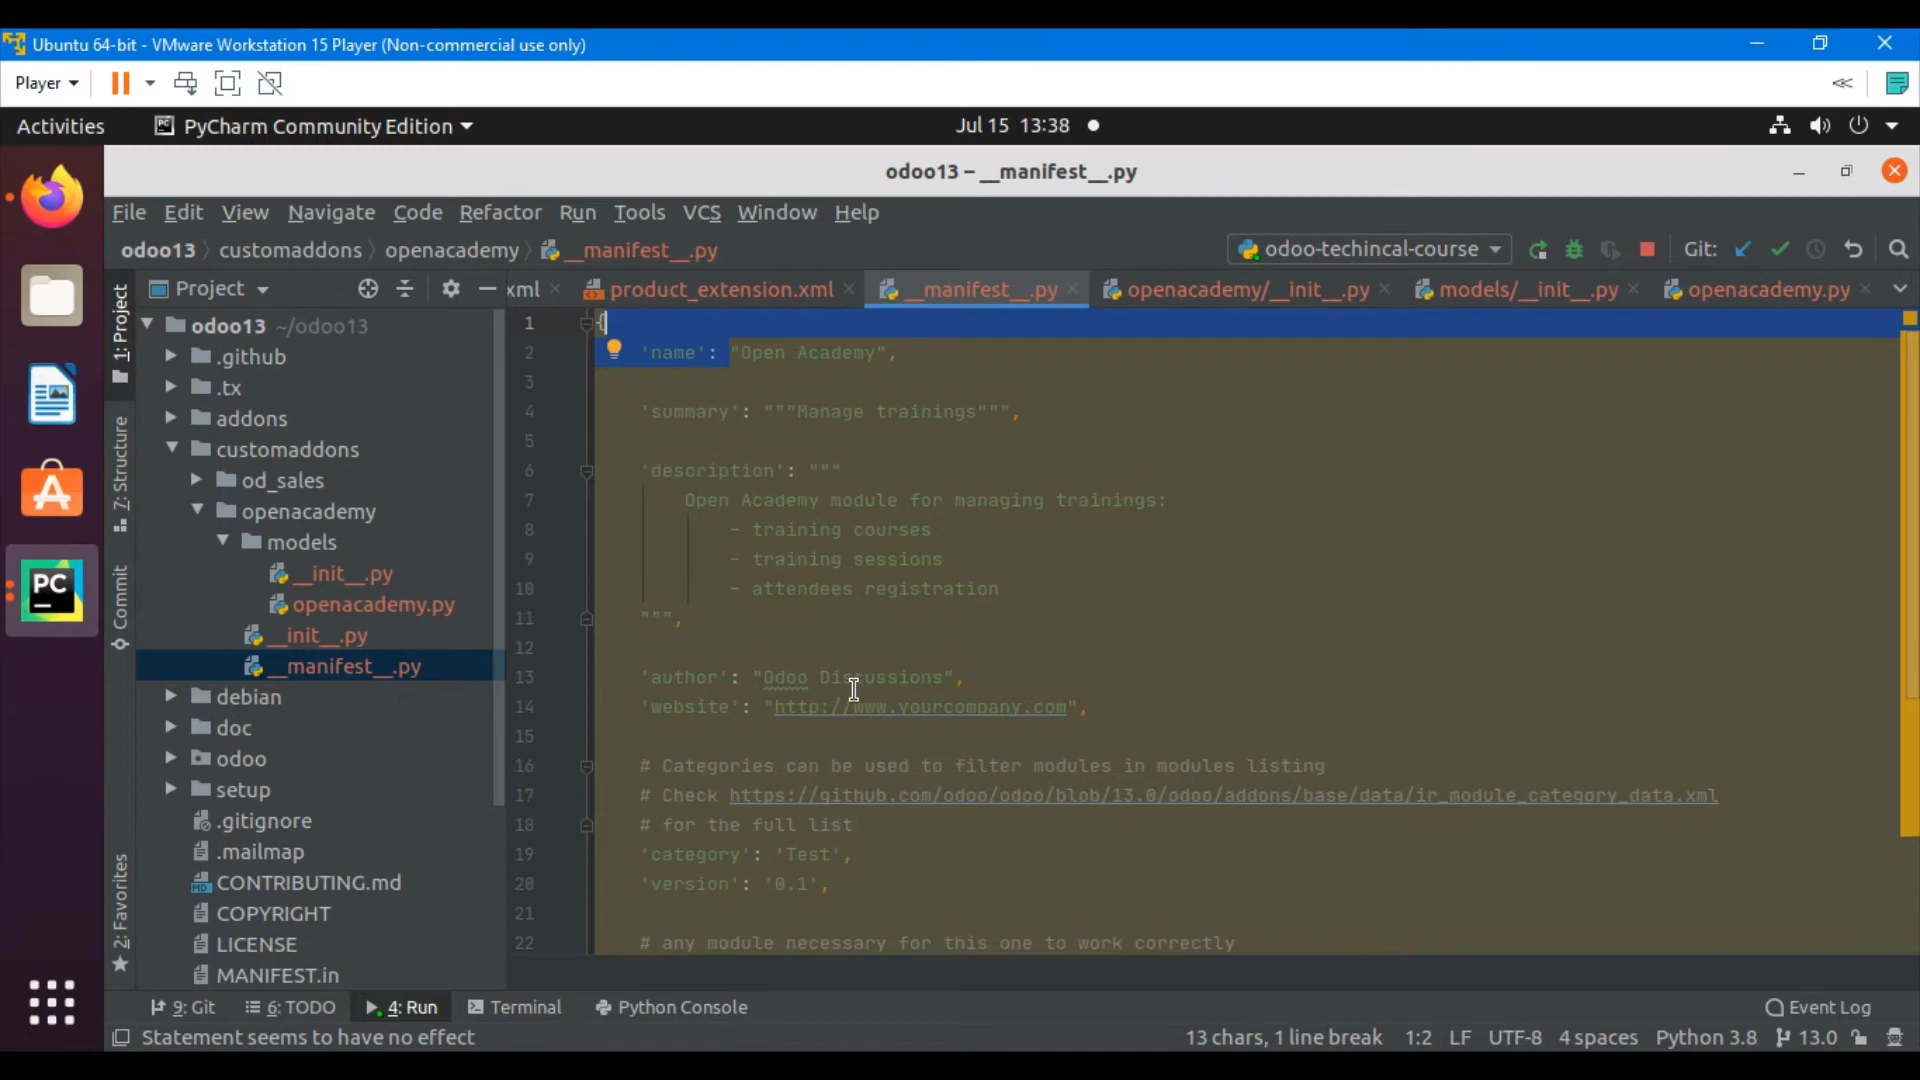 Ubuntu 64-bit - VMware Workstation 15 Player (Non-commercial use only)
Player
Activities
PyCharm Community Edition
Jul 15 13:38
odoo13 – __manifest__.py
File Edit View Navigate Code Refactor Run Tools VCS Window Help
odoo13 customaddons openacademy __manifest__.py
odoo-techincal-course
Git:
1: Project
7: Structure
Commit
2: Favorites
Project
xml product_extension.xml __manifest__.py openacademy/__init__.py models/__init__.py openacademy.py
odoo13 ~/odoo13
.github
.tx
addons
customaddons
od_sales
openacademy
models
__init__.py
openacademy.py
__init__.py
__manifest__.py
debian
doc
odoo
setup
.gitignore
.mailmap
CONTRIBUTING.md
COPYRIGHT
LICENSE
MANIFEST.in
1 {
2 'name': "Open Academy",
3
4 'summary': """Manage trainings""",
5
6 'description': """
7 Open Academy module for managing trainings:
8 - training courses
9 - training sessions
10 - attendees registration
11 """,
12
13 'author': "Odoo Discussions",
14 'website': "http://www.yourcompany.com",
15
16 # Categories can be used to filter modules in modules listing
17 # Check https://github.com/odoo/odoo/blob/13.0/odoo/addons/base/data/ir_module_category_data.xml
18 # for the full list
19 'category': 'Test',
20 'version': '0.1',
21
22 # any module necessary for this one to work correctly
9: Git 6: TODO 4: Run Terminal Python Console Event Log
Statement seems to have no effect
13 chars, 1 line break 1:2 LF UTF-8 4 spaces Python 3.8 13.0